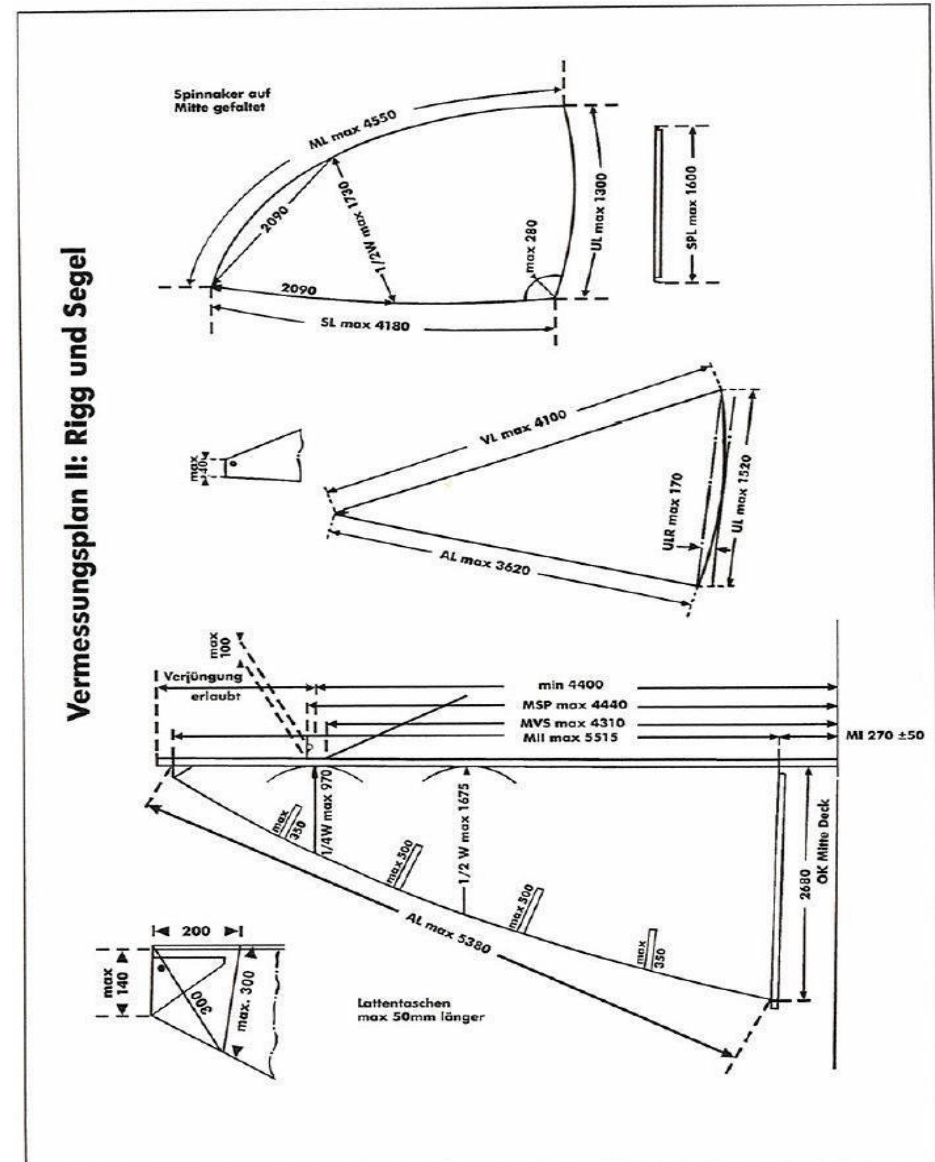 Vermessungsplan II: Rigg und Segel
Spinnaker auf
Mitte gefaltet
ML max 4550
2090
1/2W max 1730
2090
SL max 4180
max 280
UL max 1300
SPL max 1600
max
40
VL max 4100
AL max 3620
ULR max 170
UL max 1520
max
100
Verjüngung
erlaubt
min 4400
MSP max 4440
MVS max 4310
MII max 5515
MI 270 ±50
max
350
1/4W max 970
max 500
1/2 W max 1675
max 500
max
350
AL max 5380
2680
OK Mitte Deck
200
max
140
300
max. 300
Lattentaschen
max 50mm länger